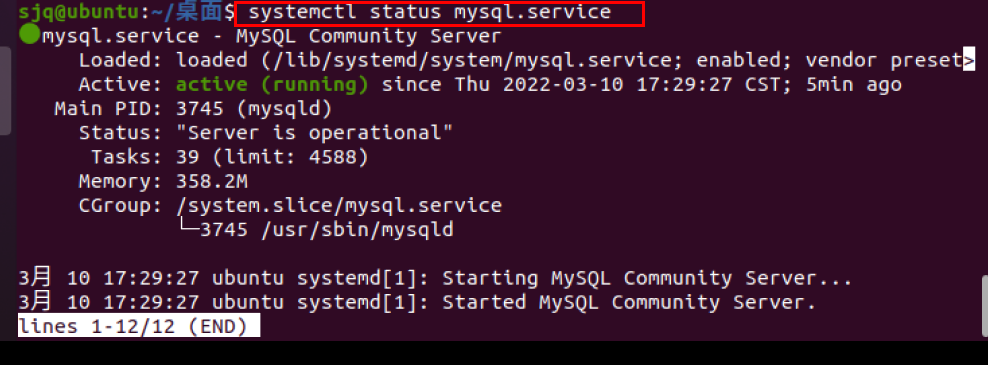 sjq@ubuntu:~/桌面$ systemctl status mysql.service
mysql.service - MySQL Community Server
Loaded: loaded (/lib/systemd/system/mysql.service; enabled; vendor preset>
Active: active (running) since Thu 2022-03-10 17:29:27 CST; 5min ago
Main PID: 3745 (mysqld)
Status: "Server is operational"
Tasks: 39 (limit: 4588)
Memory: 358.2M
CGroup: /system.slice/mysql.service
└─3745 /usr/sbin/mysqld
3月 10 17:29:27 ubuntu systemd[1]: Starting MySQL Community Server...
3月 10 17:29:27 ubuntu systemd[1]: Started MySQL Community Server.
lines 1-12/12 (END)